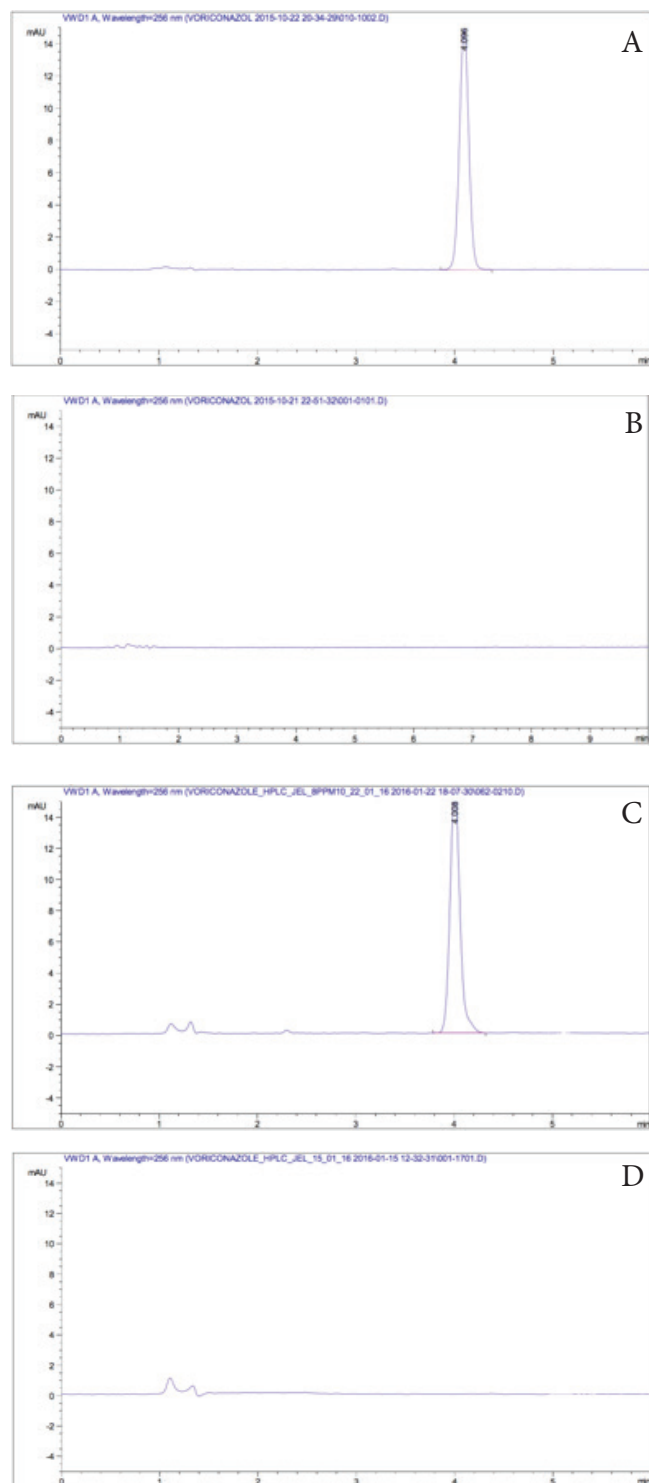 VWD1 A, Wavelength=256 nm (VORICONAZOL 2015-10-22 20-34-29\010-1002.D)
mAU
A
4.096
14
12
10
8
6
4
2
0
-2
-4
0 1 2 3 4 5 min
VWD1 A, Wavelength=256 nm (VORICONAZOL 2015-10-21 22-51-32\001-0101.D)
mAU
B
14
12
10
8
6
4
2
0
-2
-4
0 1 2 3 4 5 6 7 8 9 min
VWD1 A, Wavelength=256 nm (VORICONAZOLE_HPLC_JEL_8PPM10_22_01_16 2016-01-22 18-07-30\062-0210.D)
mAU
C
4.008
14
12
10
8
6
4
2
0
-2
-4
0 1 2 3 4 5 min
VWD1 A, Wavelength=256 nm (VORICONAZOLE_HPLC_JEL_15_01_16 2016-01-15 12-32-31\001-1701.D)
mAU
D
14
12
10
8
6
4
2
0
-2
-4
0 1 2 3 4 5 min